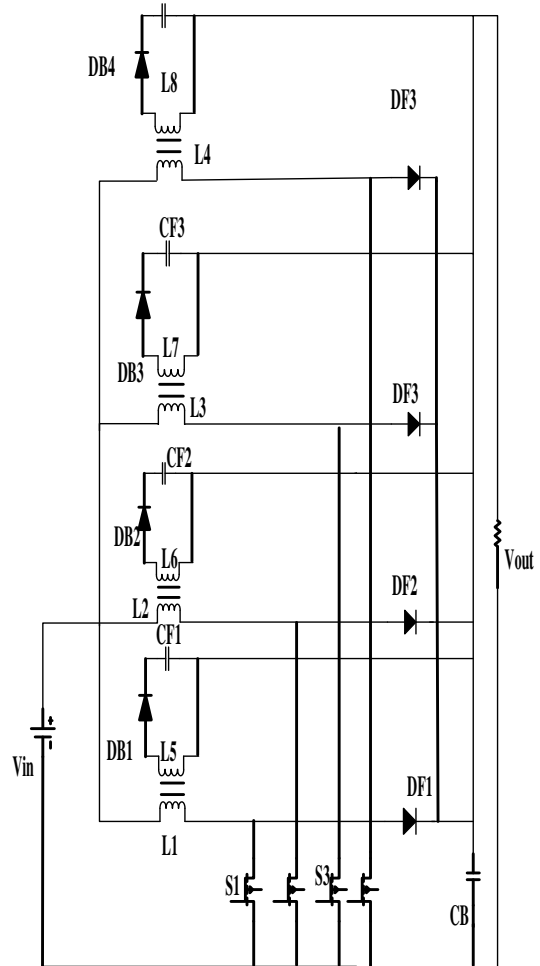 DB4
L8
DF3
L4
CF3
L7
DB3
L3
DF3
CF2
DB2
L6
Vout
DF2
L2
CF1
Vin
DB1
L5
DF1
L1
S1
S3
CB